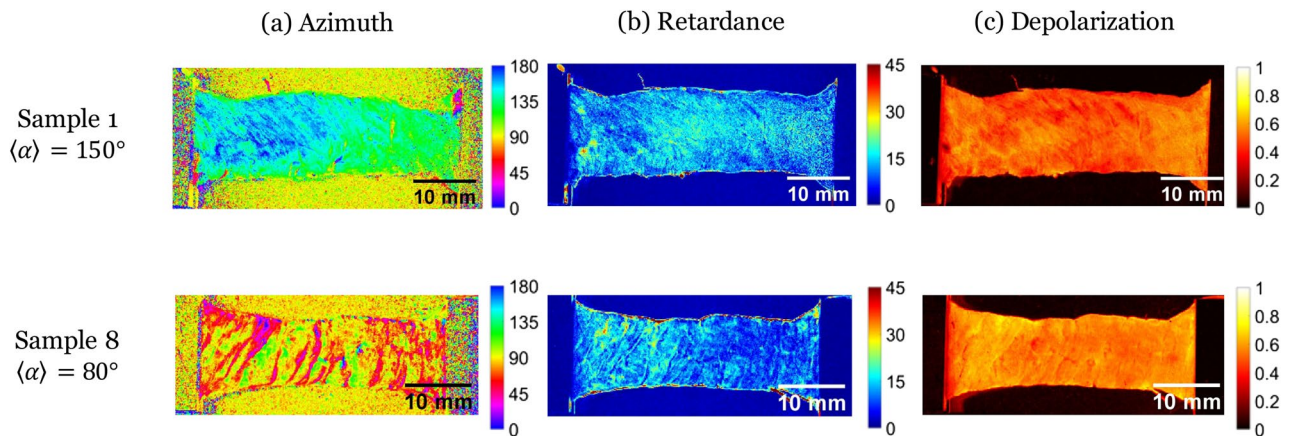 (a) Azimuth
(b) Retardance
(c) Depolarization
Sample 1
⟨α⟩ = 150°
180
135
90
45
0
10 mm
45
30
15
0
10 mm
1
0.8
0.6
0.4
0.2
0
10 mm
Sample 8
⟨α⟩ = 80°
180
135
90
45
0
10 mm
45
30
15
0
10 mm
1
0.8
0.6
0.4
0.2
0
10 mm